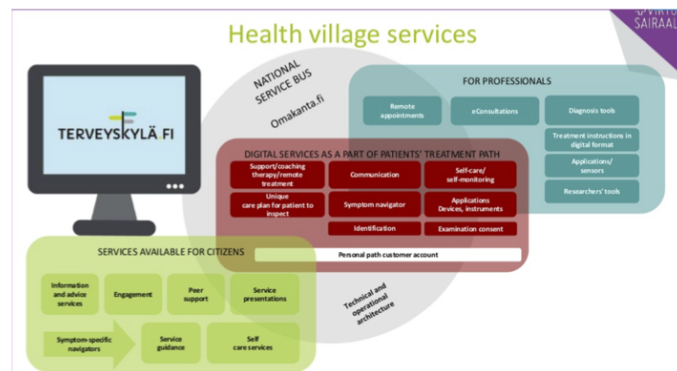 Health village services
SAIRAAL
TERVEYSKYLÄ.FI
NATIONAL
SERVICE BUS
Omakanta.fi
FOR PROFESSIONALS
Remote
appointments
eConsultations
Diagnosis tools
Treatment instructions in
digital format
Applications/
sensors
Researchers' tools
DIGITAL SERVICES AS A PART OF PATIENTS' TREATMENT PATH
Support/coaching
therapy/remote
treatment
Communication
Self-care/
self-monitoring
Unique
care plan for patient to
inspect
Symptom navigator
Applications
Devices, instruments
Identification
Examination consent
Personal path customer account
SERVICES AVAILABLE FOR CITIZENS
Information
and advice
services
Engagement
Peer
support
Service
presentations
Symptom-specific
navigators
Service
guidance
Self
care services
Technical and
operational
architecture